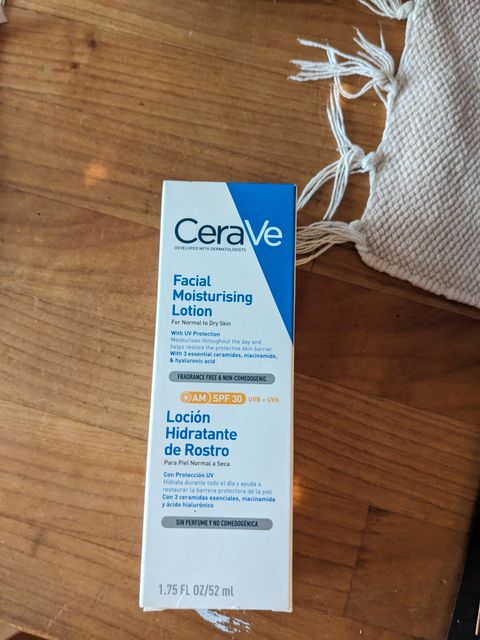 CeraVe
DEVELOPED WITH DERMATOLOGISTS
Facial
Moisturising
Lotion
For Normal to Dry Skin
With UV Protection
Moisturises throughout the day and
helps restore the protective skin barrier
With 3 essential ceramides, niacinamide,
& hyaluronic acid
FRAGRANCE FREE & NON-COMEDOGENIC
AM SPF 30 UVB + UVA
Loción
Hidratante
de Rostro
Para Piel Normal a Seca
Con Protección UV
Hidrata durante todo el día y ayuda a
restaurar la barrera protectora de la piel
Con 3 ceramidas esenciales, niacinamida
y ácido hialurónico
SIN PERFUME Y NO COMEDOGÉNICA
1.75 FL OZ/52 ml